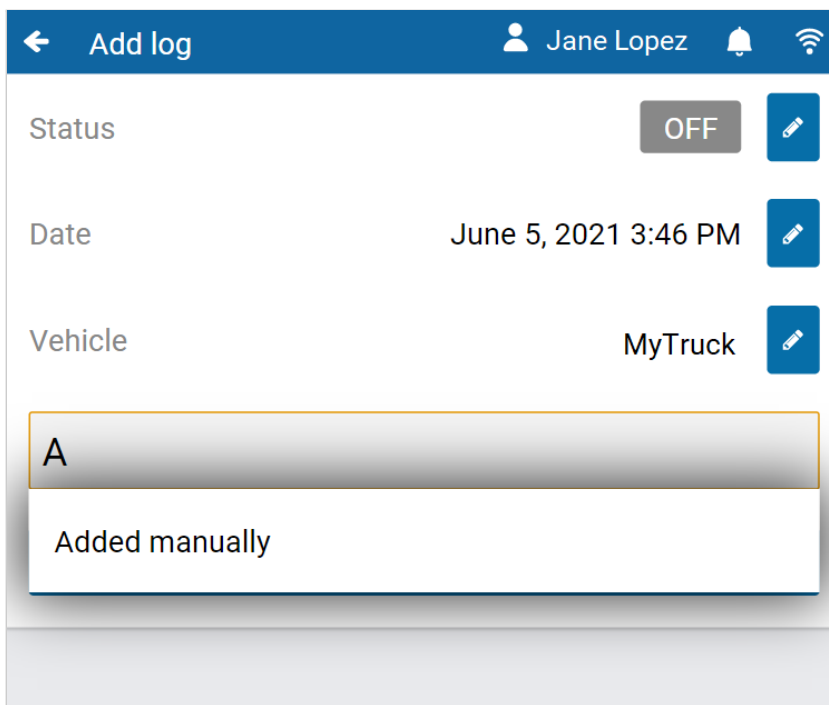 Add log Jane Lopez
Status OFF
Date June 5, 2021 3:46 PM
Vehicle MyTruck
A
Added manually